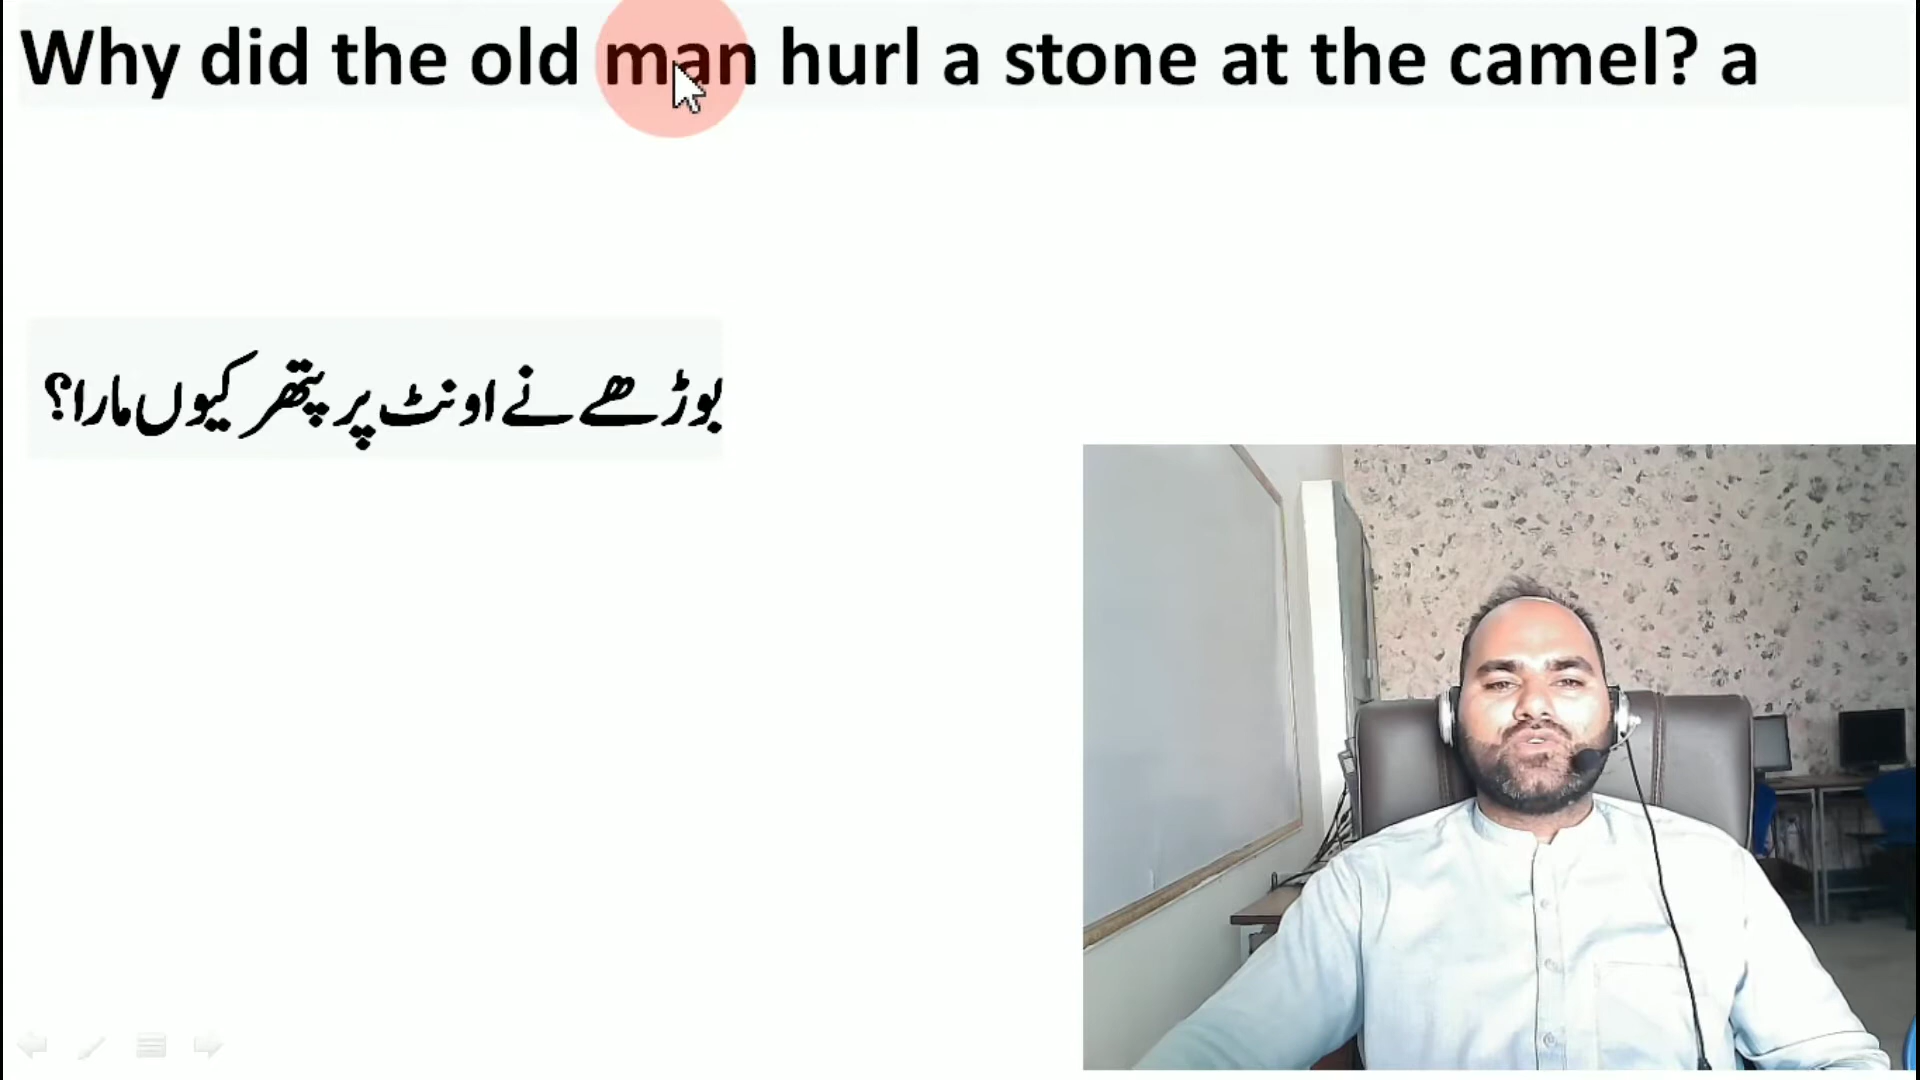 Why did the old man hurl a stone at the camel? a
بوڑھے نے اونٹ پر پتھر کیوں مارا؟